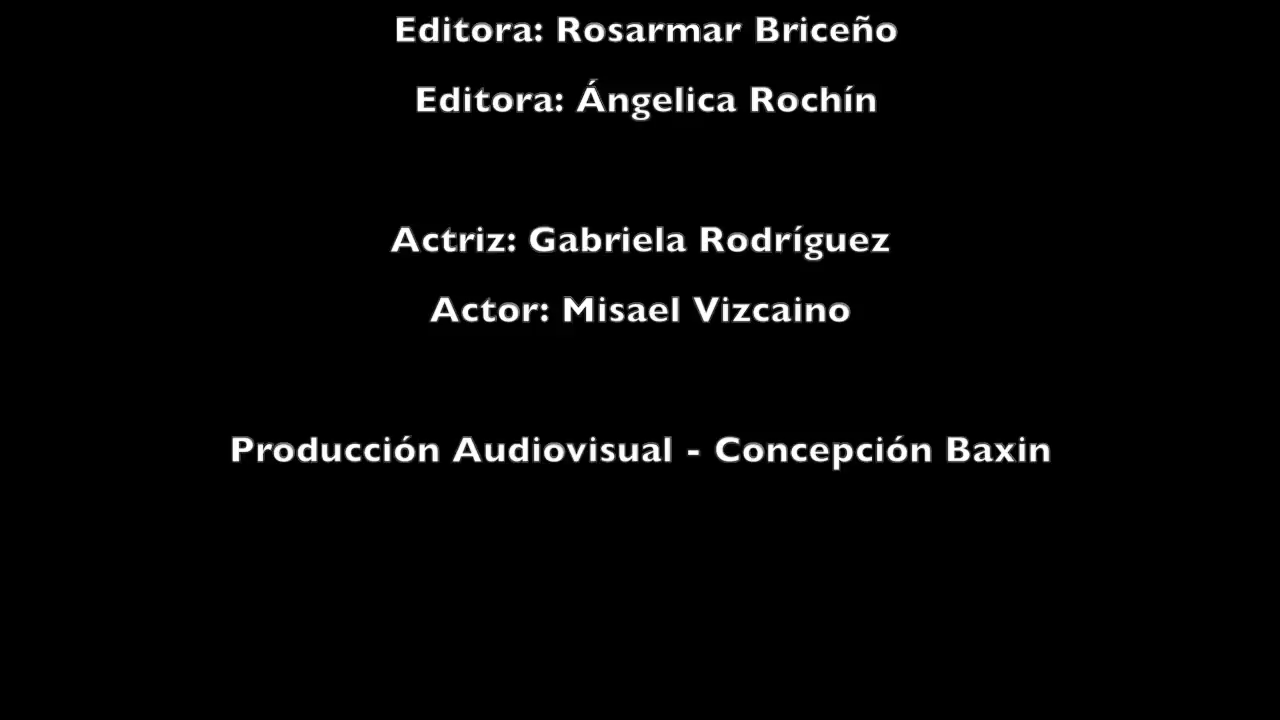 Editora: Rosarmar Briceño
Editora: Ángelica Rochín
Actriz: Gabriela Rodríguez
Actor: Misael Vizcaino
Producción Audiovisual - Concepción Baxin